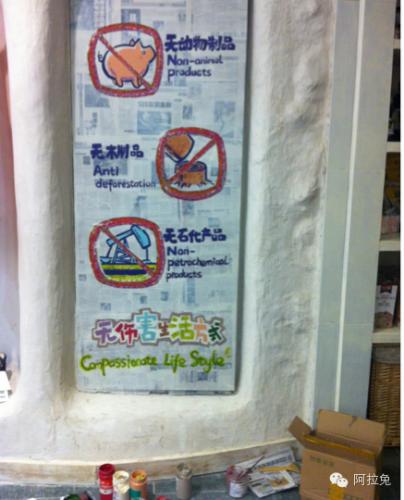 无动物制品
Non-animal
products
无木制品
Anti
deforestation
无石化产品
Non-
petrochemical
products
无伤害生活方式
Compassionate Life Style
阿拉兔